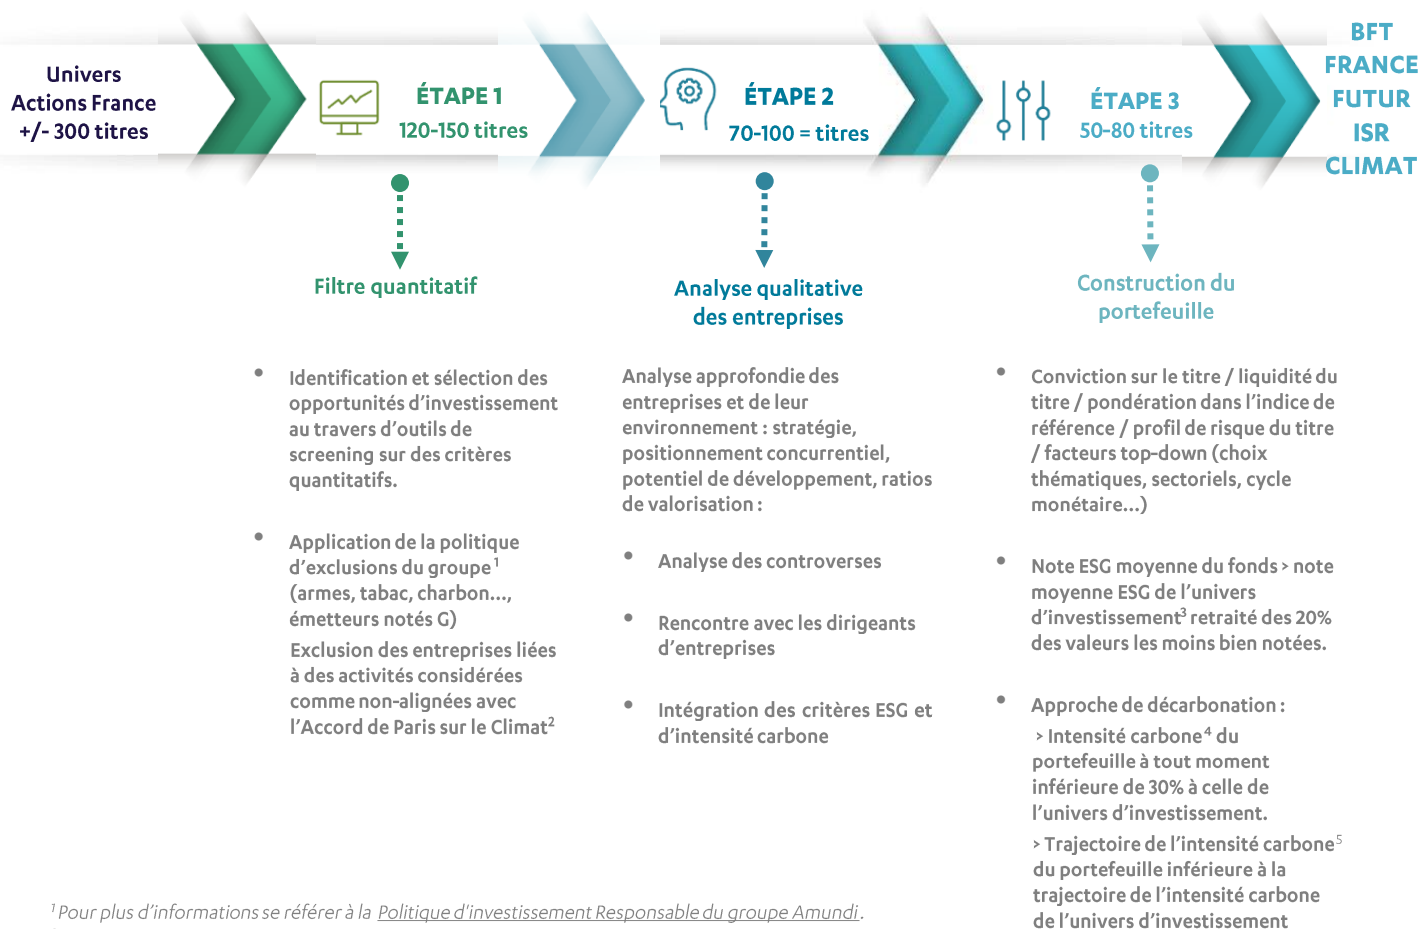 Univers
Actions France
+/- 300 titres
ÉTAPE 1
120-150 titres
ÉTAPE 2
70-100 = titres
ÉTAPE 3
50-80 titres
BFT
FRANCE
FUTUR
ISR
CLIMAT
Filtre quantitatif
• Identification et sélection des
opportunités d'investissement
au travers d'outils de
screening sur des critères
quantitatifs.
• Application de la politique
d'exclusions du groupe¹
(armes, tabac, charbon...,
émetteurs notés G)
Exclusion des entreprises liées
à des activités considérées
comme non-alignées avec
l'Accord de Paris sur le Climat²
Analyse qualitative
des entreprises
Analyse approfondie des
entreprises et de leur
environnement : stratégie,
positionnement concurrentiel,
potentiel de développement, ratios
de valorisation :
• Analyse des controverses
• Rencontre avec les dirigeants
d'entreprises
• Intégration des critères ESG et
d'intensité carbone
Construction du
portefeuille
• Conviction sur le titre / liquidité du
titre / pondération dans l'indice de
référence / profil de risque du titre
/ facteurs top-down (choix
thématiques, sectoriels, cycle
monétaire...)
• Note ESG moyenne du fonds > note
moyenne ESG de l'univers
d'investissement³ retraité des 20%
des valeurs les moins bien notées.
• Approche de décarbonation :
> Intensité carbone⁴ du
portefeuille à tout moment
inférieure de 30% à celle de
l'univers d'investissement.
> Trajectoire de l'intensité carbone⁵
du portefeuille inférieure à la
trajectoire de l'intensité carbone
de l'univers d'investissement
¹ Pour plus d'informations se référer à la Politique d'investissement Responsable du groupe Amundi.